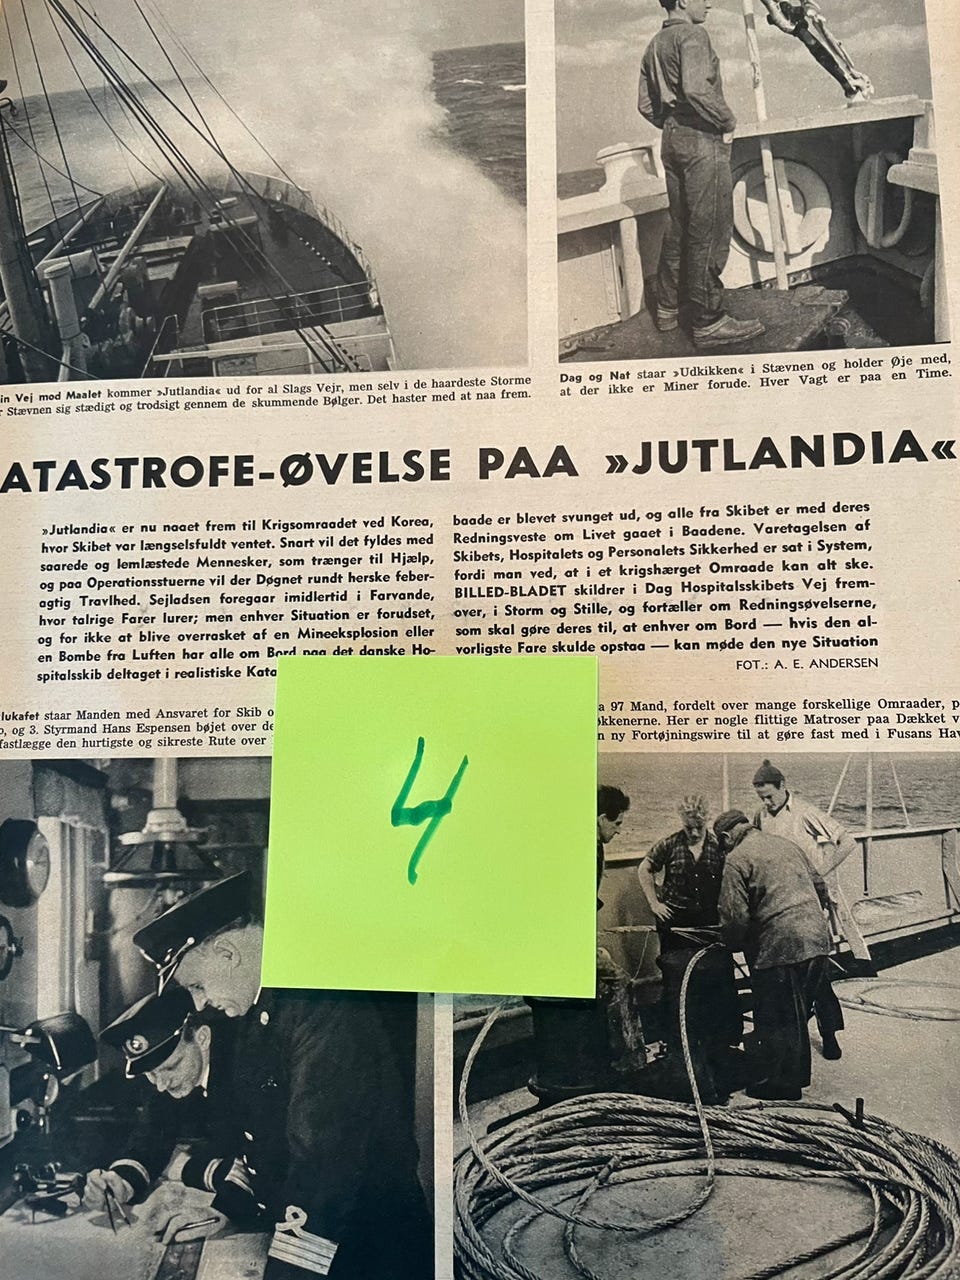 in Vej mod Maalet kommer »Jutlandia« ud for al Slags Vejr, men selv i de haardeste Storme
r Stævnen sig stædigt og trodsigt gennem de skummende Bølger. Det haster med at naa frem.
Dag og Nat staar »Udkikken« i Stævnen og holder Øje med,
at der ikke er Miner forude. Hver Vagt er paa en Time.
ATASTROFE-ØVELSE PAA »JUTLANDIA«
»Jutlandia« er nu naaet frem til Krigsomraadet ved Korea,
hvor Skibet var længselsfuldt ventet. Snart vil det fyldes med
saarede og lemlæstede Mennesker, som trænger til Hjælp,
og paa Operationsstuerne vil der Døgnet rundt herske feber-
agtig Travlhed. Sejladsen foregaar imidlertid i Farvande,
hvor talrige Farer lurer; men enhver Situation er forudset,
og for ikke at blive overrasket af en Mineeksplosion eller
en Bombe fra Luften har alle om Bord paa det danske Ho-
spitalsskib deltaget i realistiske Kata
baade er blevet svunget ud, og alle fra Skibet er med deres
Redningsveste om Livet gaaet i Baadene. Varetagelsen af
Skibets, Hospitalets og Personalets Sikkerhed er sat i System,
fordi man ved, at i et krigshærget Omraade kan alt ske.
BILLED-BLADET skildrer i Dag Hospitalsskibets Vej frem-
over, i Storm og Stille, og fortæller om Redningsøvelserne,
som skal gøre deres til, at enhver om Bord — hvis den al-
vorligste Fare skulde opstaa — kan møde den nye Situation
FOT.: A. E. ANDERSEN
lukafet staar Manden med Ansvaret for Skib o
o, og 3. Styrmand Hans Espensen bøjet over de
fastlægge den hurtigste og sikreste Rute over
a 97 Mand, fordelt over mange forskellige Omraader, p
økkenerne. Her er nogle flittige Matroser paa Dækket v
n ny Fortøjningswire til at gøre fast med i Fusans Hav
4